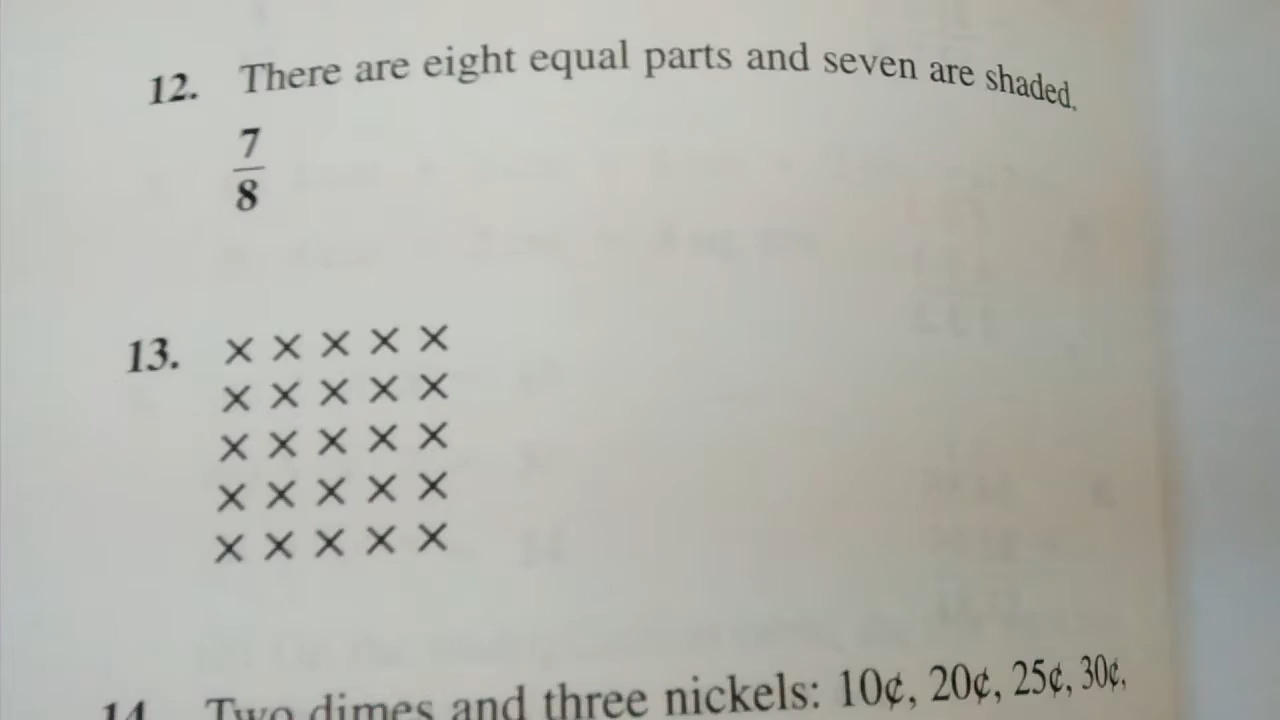 12. There are eight equal parts and seven are shaded.
7
8
13. × × × × ×
× × × × ×
× × × × ×
× × × × ×
× × × × ×
14. Two dimes and three nickels: 10¢, 20¢, 25¢, 30¢,